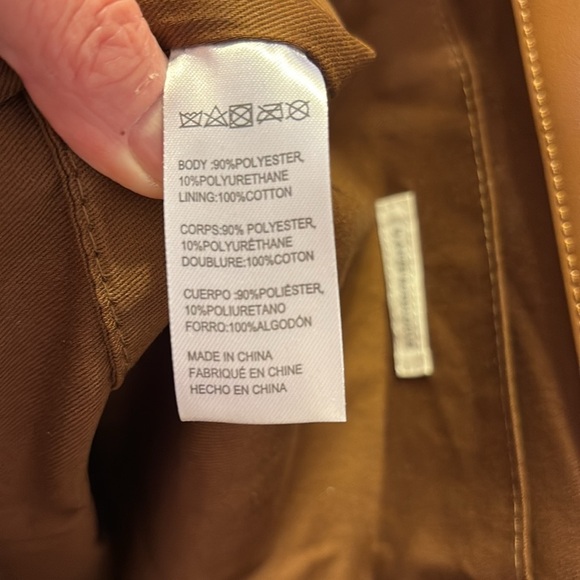 BODY :90%POLYESTER,
10%POLYURETHANE
LINING:100%COTTON
CORPS:90% POLYESTER,
10%POLYURÉTHANE
DOUBLURE:100%COTON
CUERPO :90%POLIÉSTER,
10%POLIURETANO
FORRO:100%ALGODÓN
MADE IN CHINA
FABRIQUÉ EN CHINE
HECHO EN CHINA